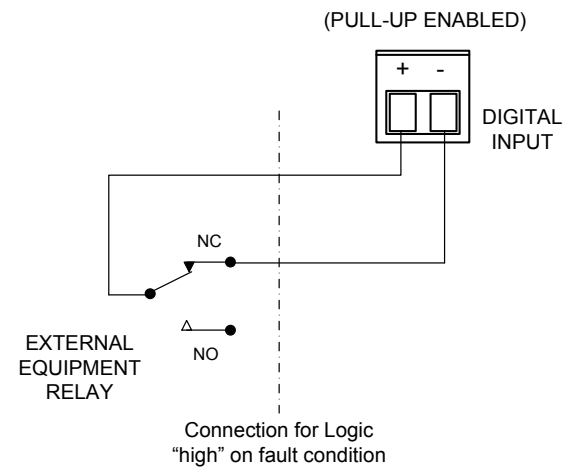 (PULL-UP ENABLED)
+ -
DIGITAL
INPUT
NC
NO
EXTERNAL
EQUIPMENT
RELAY
Connection for Logic
“high” on fault condition